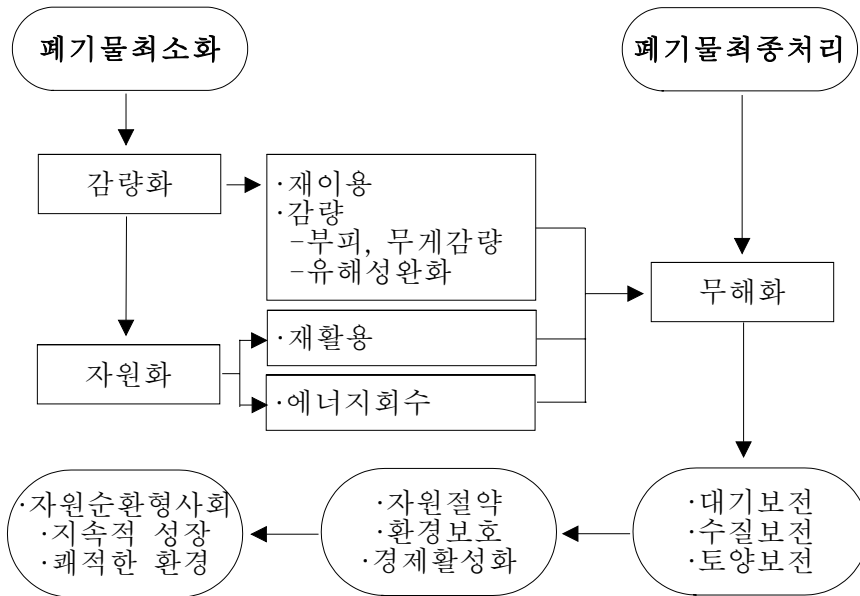 폐기물최소화
폐기물최종처리
감량화
·재이용
·감량
-부피, 무게감량
-유해성완화
무해화
자원화
·재활용
·에너지회수
·자원순환형사회
·지속적 성장
·쾌적한 환경
·자원절약
·환경보호
·경제활성화
·대기보전
·수질보전
·토양보전